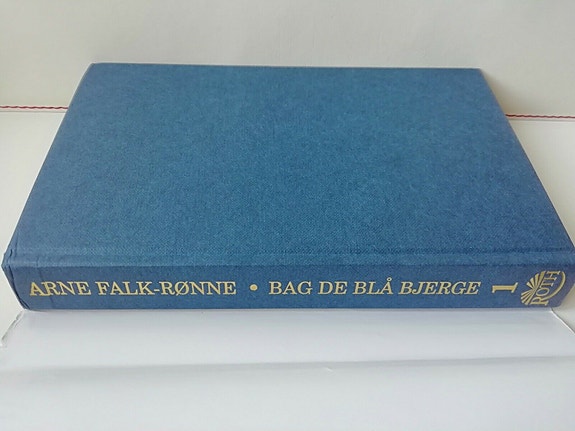 ARNE FALK-RØNNE • BAG DE BLÅ BJERGE 1
ROTH